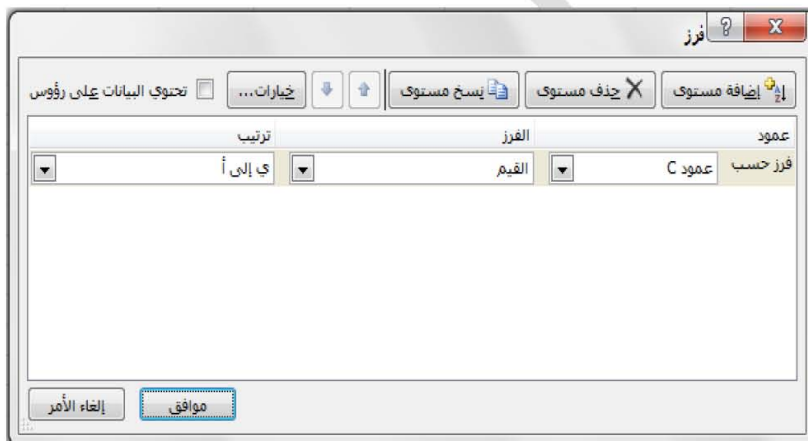 فرز
إضافة مستوى حذف مستوى نسخ مستوى خيارات... تحتوي البيانات على رؤوس
عمود الفرز ترتيب
فرز حسب عمود C القيم ي إلى أ
موافق إلغاء الأمر